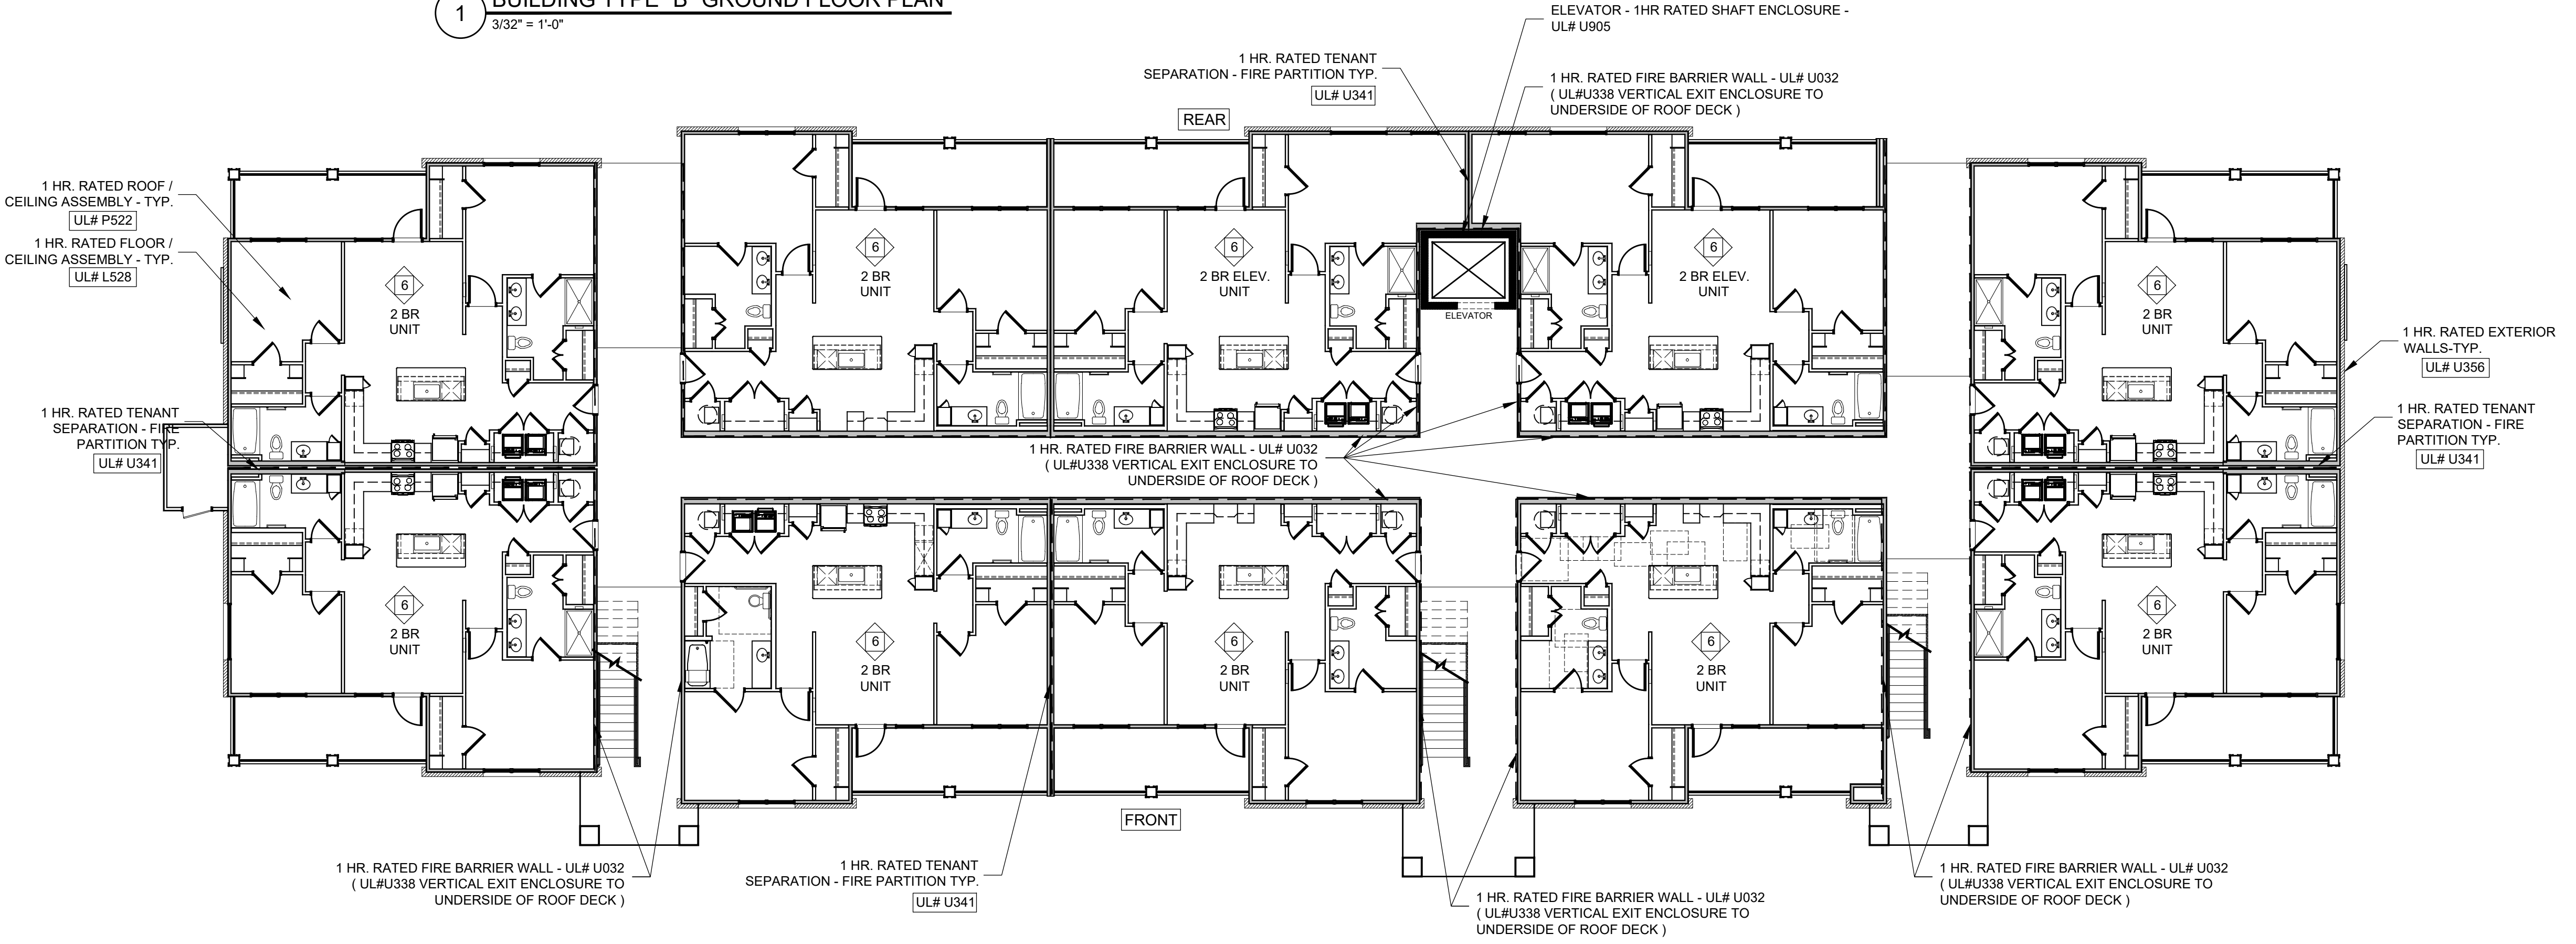 1
BUILDING TYPE "B" GROUND FLOOR PLAN
3/32" = 1'-0"
ELEVATOR - 1HR RATED SHAFT ENCLOSURE -
UL# U905
1 HR. RATED TENANT
SEPARATION - FIRE PARTITION TYP.
UL# U341
1 HR. RATED FIRE BARRIER WALL - UL# U032
( UL#U338 VERTICAL EXIT ENCLOSURE TO
UNDERSIDE OF ROOF DECK )
REAR
1 HR. RATED ROOF /
CEILING ASSEMBLY - TYP.
UL# P522
1 HR. RATED FLOOR /
CEILING ASSEMBLY - TYP.
UL# L528
6
2 BR
UNIT
6
2 BR
UNIT
6
2 BR ELEV.
UNIT
ELEVATOR
6
2 BR ELEV.
UNIT
6
2 BR
UNIT
1 HR. RATED EXTERIOR
WALLS-TYP.
UL# U356
1 HR. RATED TENANT
SEPARATION - FIRE
PARTITION TYP.
UL# U341
1 HR. RATED TENANT
SEPARATION - FIRE
PARTITION TYP.
UL# U341
1 HR. RATED FIRE BARRIER WALL - UL# U032
( UL#U338 VERTICAL EXIT ENCLOSURE TO
UNDERSIDE OF ROOF DECK )
6
2 BR
UNIT
6
2 BR
UNIT
6
2 BR
UNIT
6
2 BR
UNIT
6
2 BR
UNIT
FRONT
1 HR. RATED FIRE BARRIER WALL - UL# U032
( UL#U338 VERTICAL EXIT ENCLOSURE TO
UNDERSIDE OF ROOF DECK )
1 HR. RATED TENANT
SEPARATION - FIRE PARTITION TYP.
UL# U341
1 HR. RATED FIRE BARRIER WALL - UL# U032
( UL#U338 VERTICAL EXIT ENCLOSURE TO
UNDERSIDE OF ROOF DECK )
1 HR. RATED FIRE BARRIER WALL - UL# U032
( UL#U338 VERTICAL EXIT ENCLOSURE TO
UNDERSIDE OF ROOF DECK )